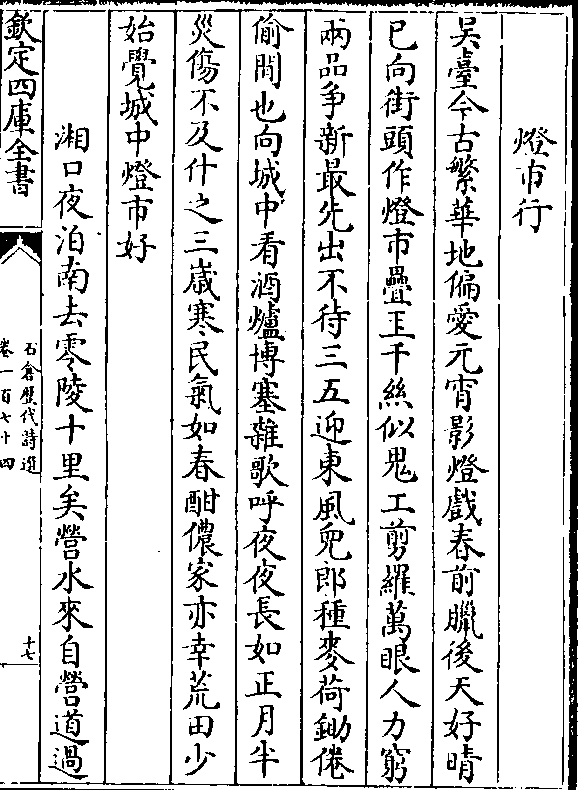 燈市行
吳臺今古繁華地偏愛元宵影燈戲春前臘後天好晴
已向街頭作燈市疊玉千絲似鬼工剪羅萬眼人力窮
兩品爭新最先出不待三五迎東風兒郎種麥荷鋤倦
偷閒也向城中看酒爐博塞雜歌呼夜夜長如正月半
災傷不及什之三歲寒民氣如春酣儂家亦幸荒田少
始覺城中燈市好
湘口夜泊南去零陵十里矣營水來自營道過
欽定四庫全書
石倉歷代詩選
卷一百七十四
十七